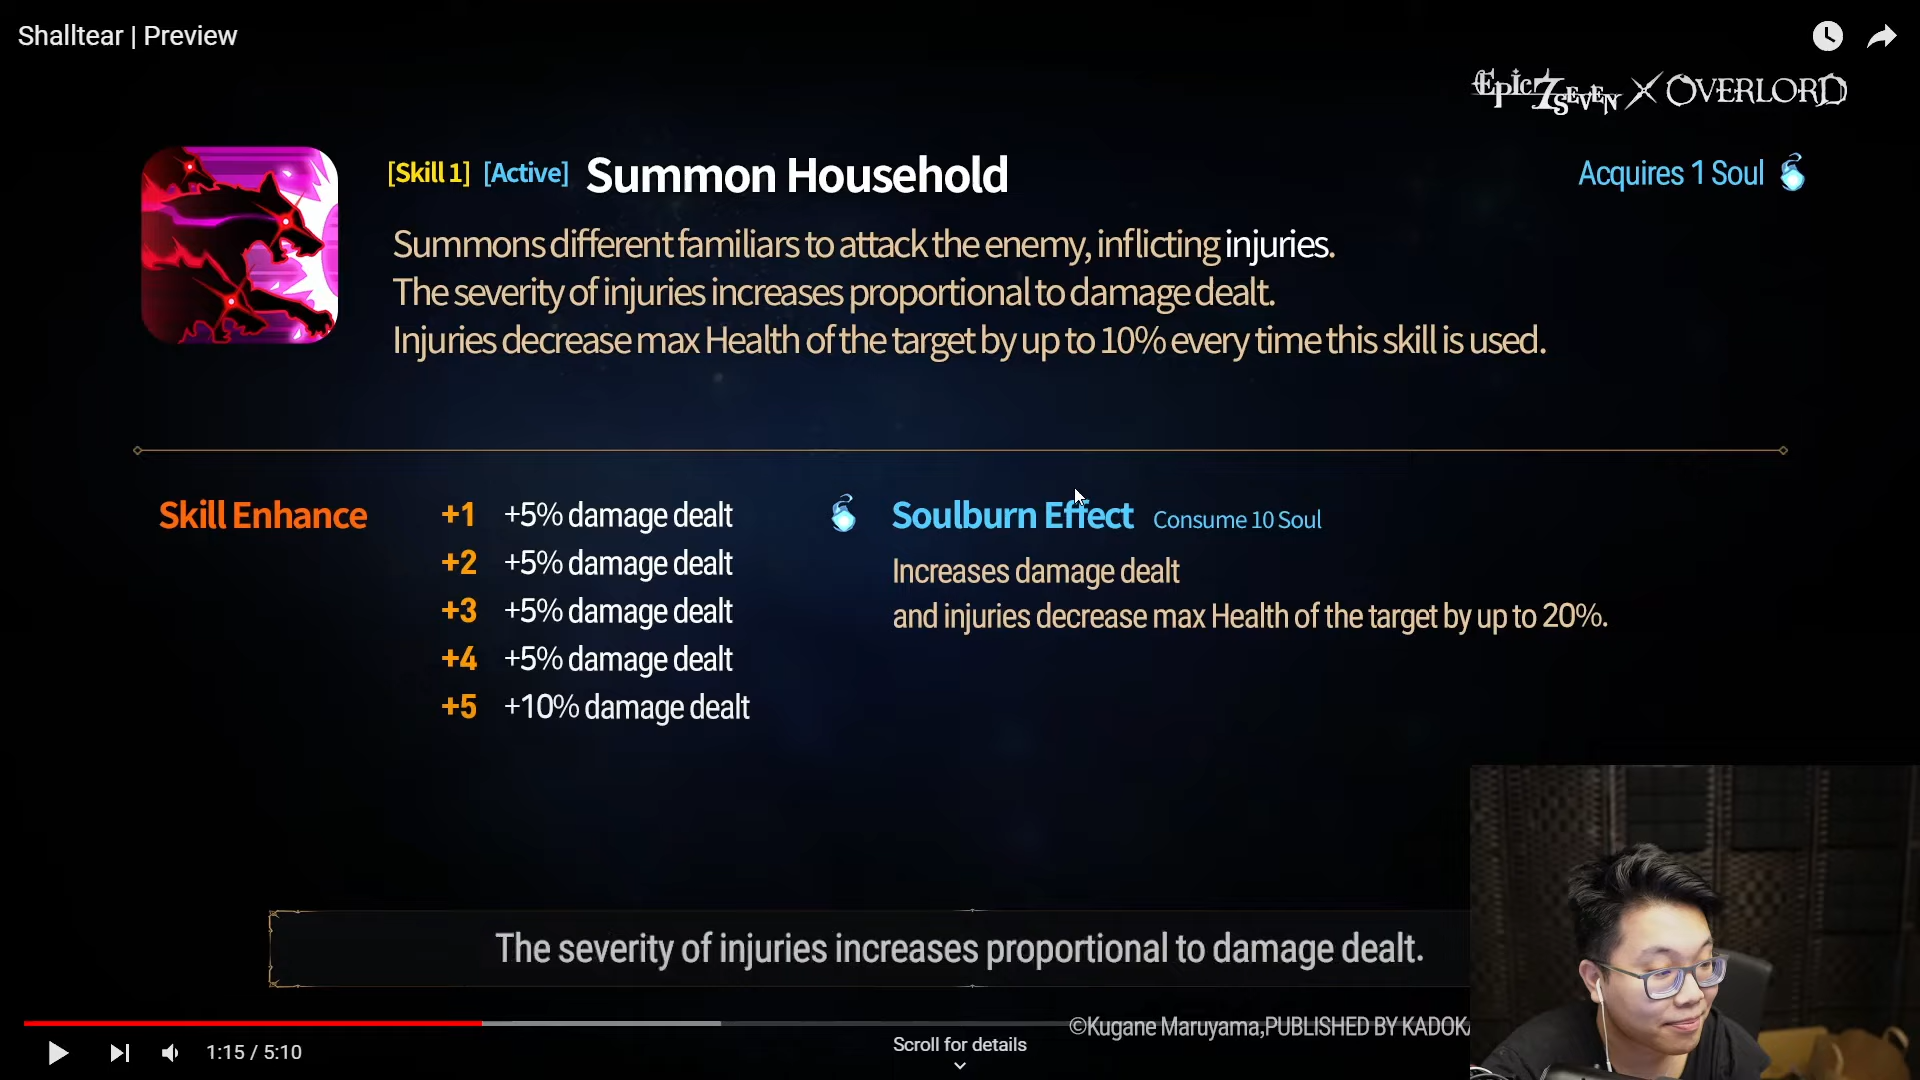 Shalltear | Preview
EPIC SEVEN X OVERLORD
[Skill 1] [Active] Summon Household
Acquires 1 Soul
Summons different familiars to attack the enemy, inflicting injuries.
The severity of injuries increases proportional to damage dealt.
Injuries decrease max Health of the target by up to 10% every time this skill is used.
Skill Enhance
+1 +5% damage dealt
+2 +5% damage dealt
+3 +5% damage dealt
+4 +5% damage dealt
+5 +10% damage dealt
Soulburn Effect Consume 10 Soul
Increases damage dealt
and injuries decrease max Health of the target by up to 20%.
The severity of injuries increases proportional to damage dealt.
©Kugane Maruyama,PUBLISHED BY KADOKA
1:15 / 5:10
Scroll for details